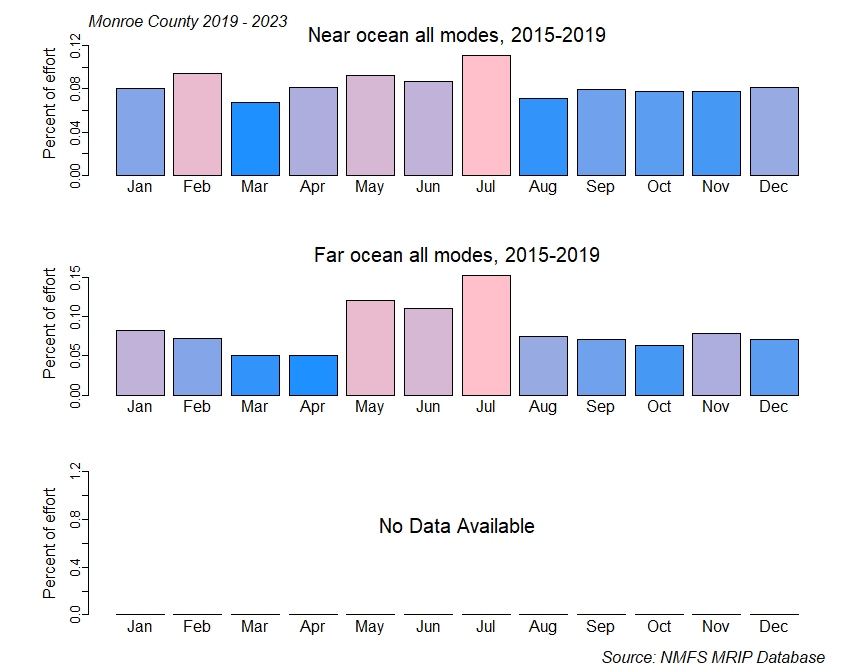 Monroe County 2019 - 2023
Near ocean all modes, 2015-2019
Percent of effort
0.12
0.08
0.04
0.00
Jan Feb Mar Apr May Jun Jul Aug Sep Oct Nov Dec
Far ocean all modes, 2015-2019
Percent of effort
0.15
0.10
0.05
0.00
Jan Feb Mar Apr May Jun Jul Aug Sep Oct Nov Dec
No Data Available
Percent of effort
1.2
0.8
0.4
0.0
Jan Feb Mar Apr May Jun Jul Aug Sep Oct Nov Dec
Source: NMFS MRIP Database